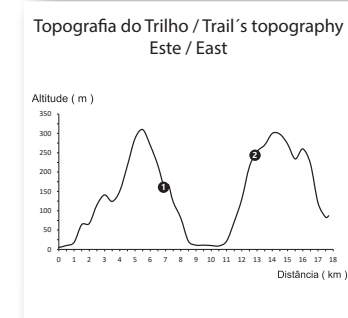 Topografia do Trilho / Trail´s topography
Este / East
Altitude ( m )
350
300
250
200
150
100
50
0
1
2
0 1 2 3 4 5 6 7 8 9 10 11 12 13 14 15 16 17 18
Distância ( km )